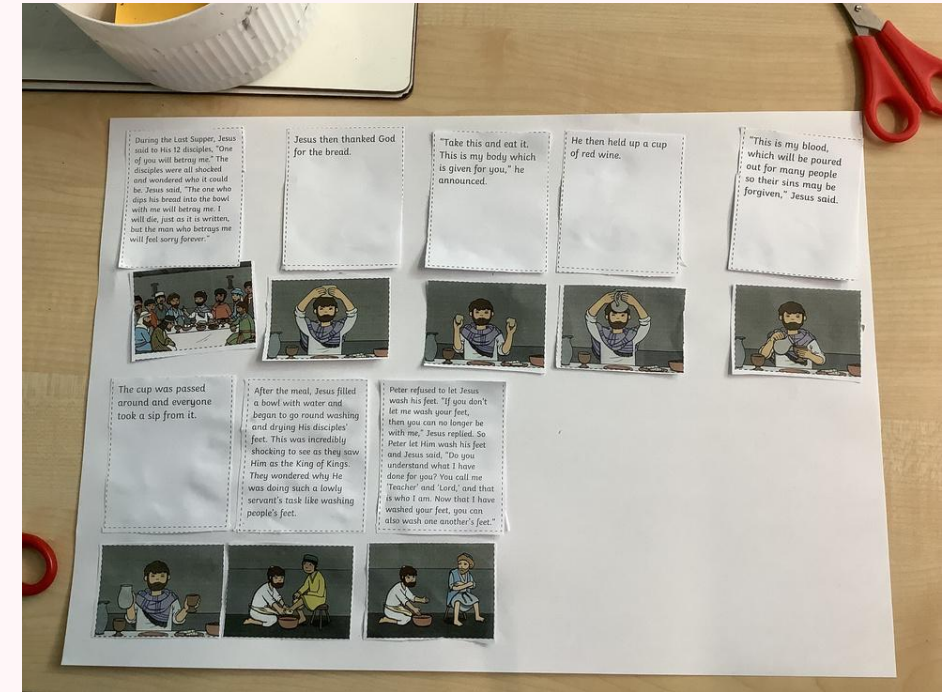 During the Last Supper, Jesus
said to His 12 disciples, "One
of you will betray me." The
disciples were all shocked
and wondered who it could
be. Jesus said, "The one who
dips his bread into the bowl
with me will betray me. I
will die, just as it is written,
but the man who betrays me
will feel sorry forever."
Jesus then thanked God
for the bread.
"Take this and eat it.
This is my body which
is given for you," he
announced.
He then held up a cup
of red wine.
"This is my blood,
which will be poured
out for many people
so their sins may be
forgiven," Jesus said.
The cup was passed
around and everyone
took a sip from it.
After the meal, Jesus filled
a bowl with water and
began to go round washing
and drying His disciples'
feet. This was incredibly
shocking to see as they saw
Him as the King of Kings.
They wondered why He
was doing such a lowly
servant's task like washing
people's feet.
Peter refused to let Jesus
wash his feet. "If you don't
let me wash your feet,
then you can no longer be
with me," Jesus replied. So
Peter let Him wash his feet
and Jesus said, "Do you
understand what I have
done for you? You call me
'Teacher' and 'Lord,' and that
is who I am. Now that I have
washed your feet, you can
also wash one another's feet."